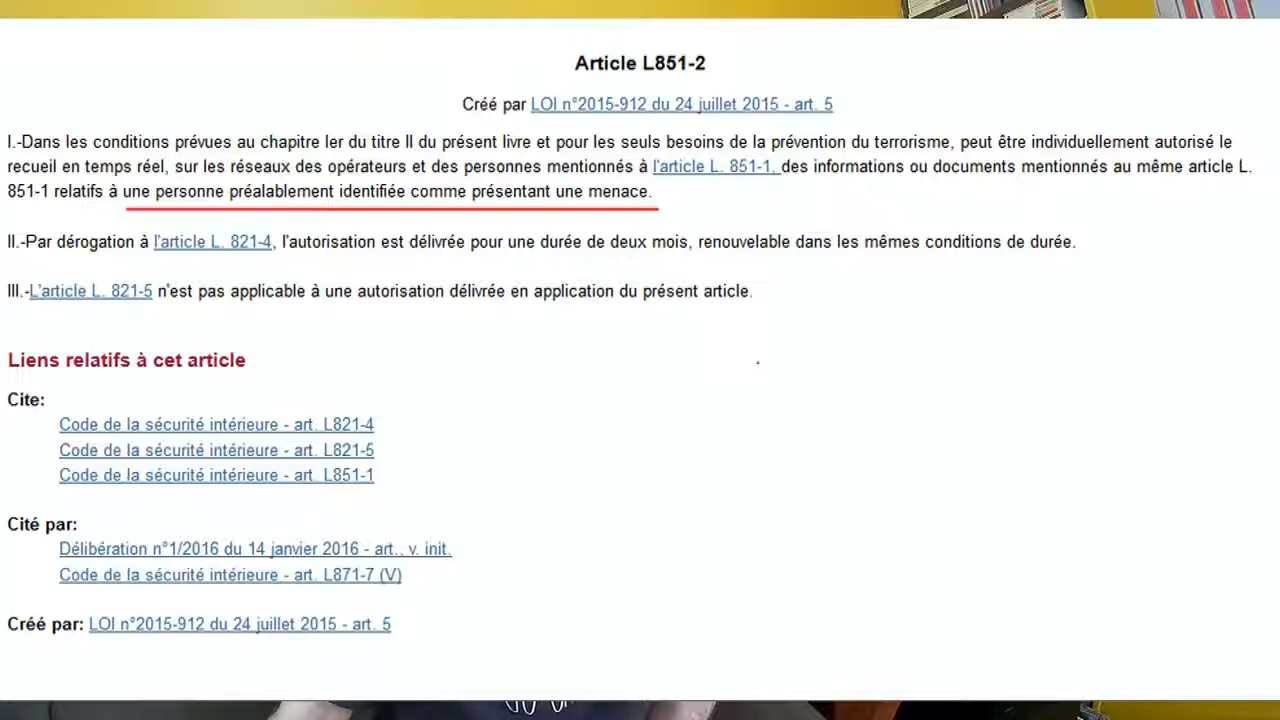 Article L851-2
Créé par LOI n°2015-912 du 24 juillet 2015 - art. 5
I.-Dans les conditions prévues au chapitre Ier du titre II du présent livre et pour les seuls besoins de la prévention du terrorisme, peut être individuellement autorisé le
recueil en temps réel, sur les réseaux des opérateurs et des personnes mentionnés à l'article L. 851-1, des informations ou documents mentionnés au même article L.
851-1 relatifs à une personne préalablement identifiée comme présentant une menace.
II.-Par dérogation à l'article L. 821-4, l'autorisation est délivrée pour une durée de deux mois, renouvelable dans les mêmes conditions de durée.
III.-L'article L. 821-5 n'est pas applicable à une autorisation délivrée en application du présent article.
Liens relatifs à cet article
Cite:
Code de la sécurité intérieure - art. L821-4
Code de la sécurité intérieure - art. L821-5
Code de la sécurité intérieure - art. L851-1
Cité par:
Délibération n°1/2016 du 14 janvier 2016 - art., v. init.
Code de la sécurité intérieure - art. L871-7 (V)
Créé par: LOI n°2015-912 du 24 juillet 2015 - art. 5